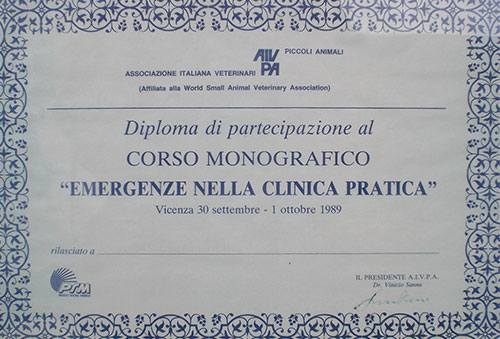 PICCOLI ANIMALI
AIVPA
ASSOCIAZIONE ITALIANA VETERINARI
(Affiliata alla World Small Animal Veterinary Association)
Diploma di partecipazione al
CORSO MONOGRAFICO
“EMERGENZE NELLA CLINICA PRATICA”
Vicenza 30 settembre - 1 ottobre 1989
rilasciato a
PTM
IL PRESIDENTE A.I.V.P.A.
Dr. Vinicio Sanna